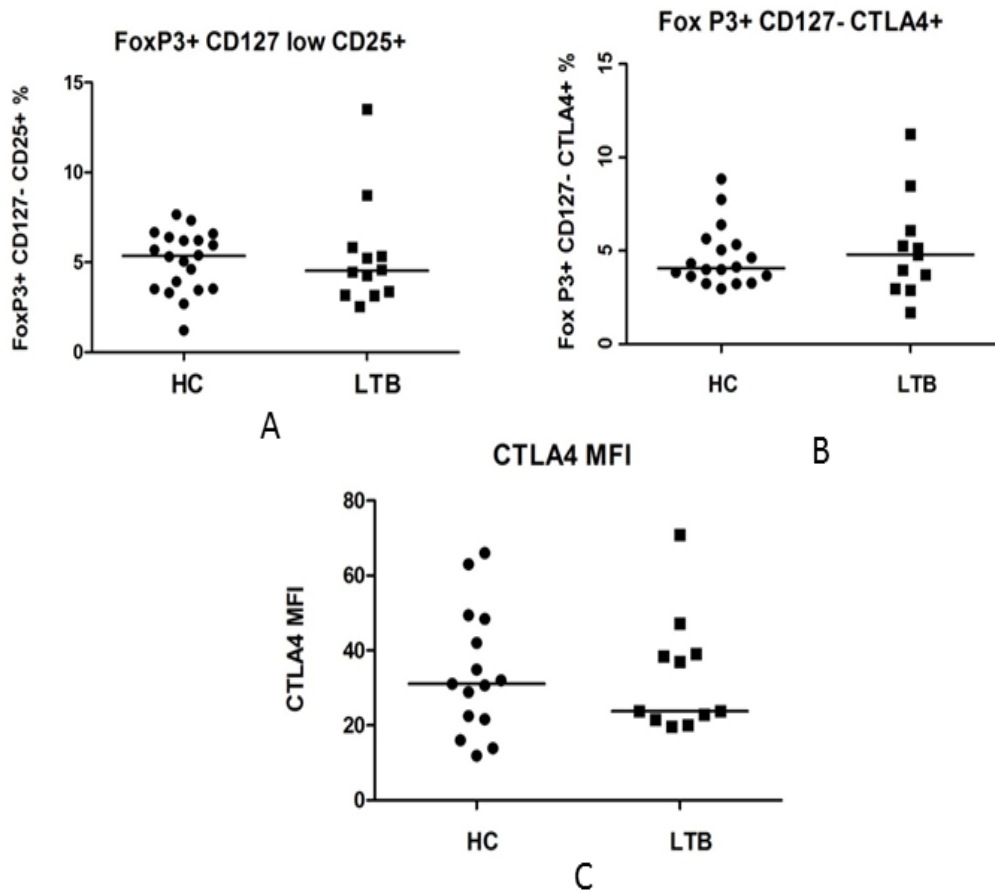 FoxP3+ CD127 low CD25+
FoxP3+ CD127- CD25+ %
15
10
5
0
HC
LTB
A
Fox P3+ CD127- CTLA4+
Fox P3+ CD127- CTLA4+ %
15
10
5
0
HC
LTB
B
CTLA4 MFI
CTLA4 MFI
80
60
40
20
0
HC
LTB
C